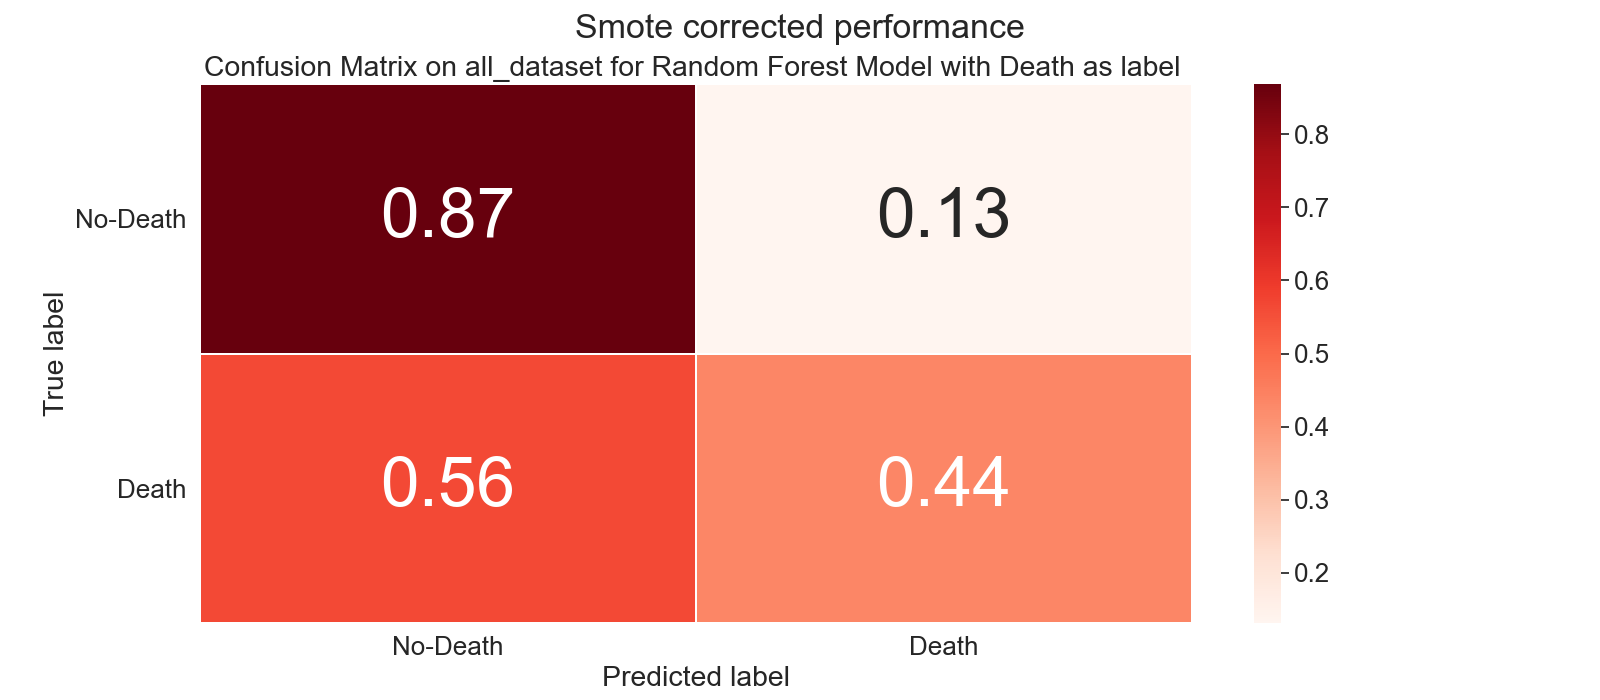 Smote corrected performance
Confusion Matrix on all_dataset for Random Forest Model with Death as label
No-Death
Death
True label
0.87
0.13
0.56
0.44
No-Death
Death
Predicted label
0.8
0.7
0.6
0.5
0.4
0.3
0.2